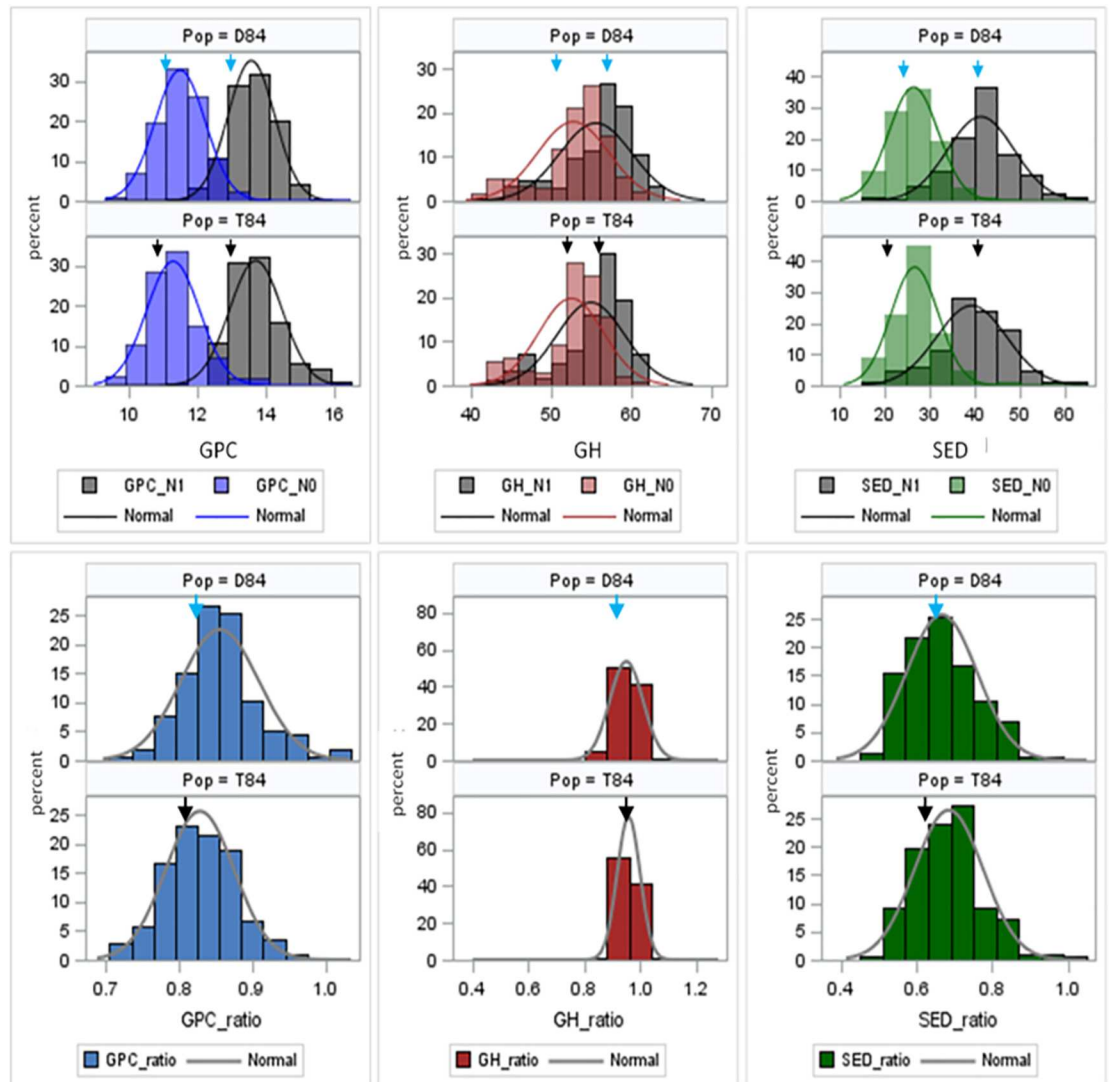 Pop = D84
30
20
10
0
Pop = T84
30
20
10
0
percent
10 12 14 16
GPC
GPC_N1 GPC_N0
Normal Normal
Pop = D84
30
20
10
0
Pop = T84
30
20
10
0
percent
40 50 60 70
GH
GH_N1 GH_N0
Normal Normal
Pop = D84
40
30
20
10
0
Pop = T84
40
30
20
10
0
percent
10 20 30 40 50 60
SED
SED_N1 SED_N0
Normal Normal
Pop = D84
25
20
15
10
5
0
Pop = T84
25
20
15
10
5
0
percent
0.7 0.8 0.9 1.0
GPC_ratio
GPC_ratio Normal
Pop = D84
80
60
40
20
0
Pop = T84
80
60
40
20
0
percent
0.4 0.6 0.8 1.0 1.2
GH_ratio
GH_ratio Normal
Pop = D84
25
20
15
10
5
0
Pop = T84
25
20
15
10
5
0
percent
0.4 0.6 0.8 1.0
SED_ratio
SED_ratio Normal